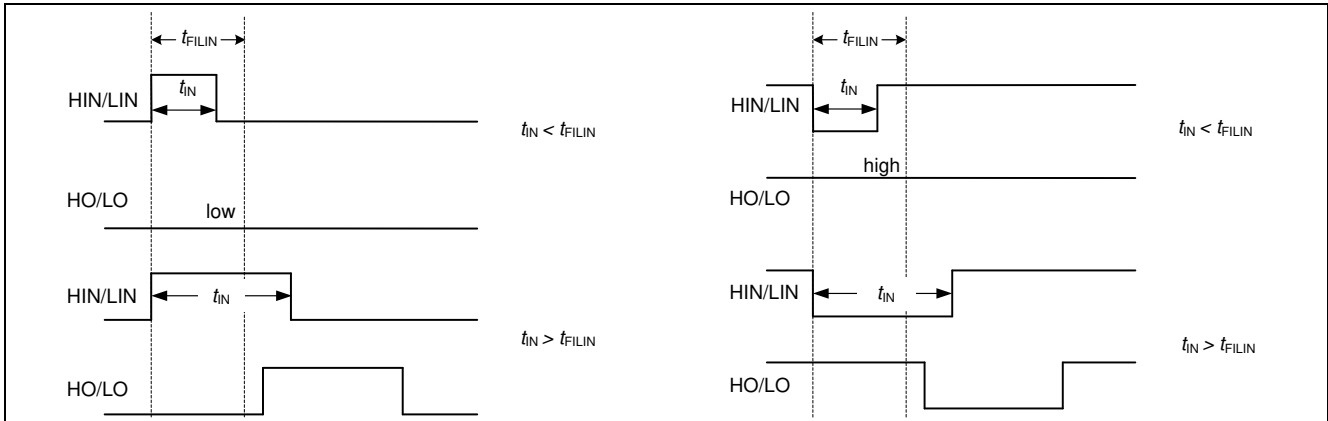 tFILIN
HIN/LIN
tIN
tIN < tFILIN
HO/LO
low
HIN/LIN
tIN
tIN > tFILIN
HO/LO
tFILIN
HIN/LIN
tIN
tIN < tFILIN
high
HO/LO
HIN/LIN
tIN
tIN > tFILIN
HO/LO